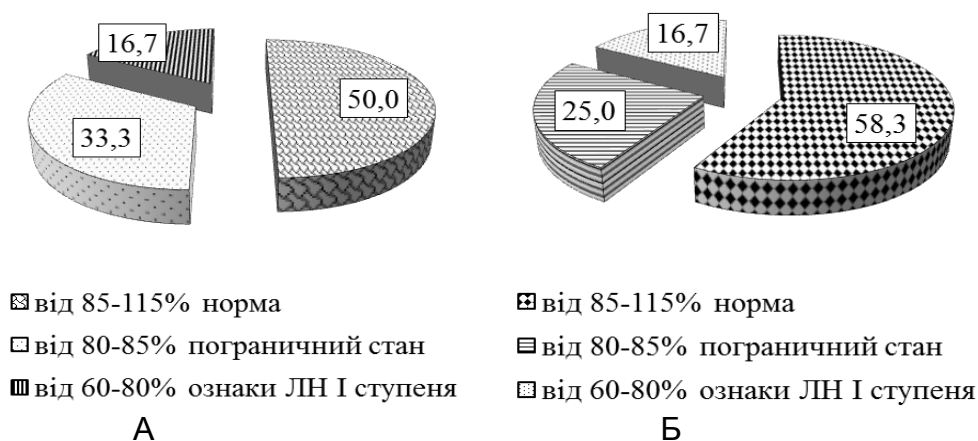 16,7
50,0
33,3
від 85-115% норма
від 80-85% пограничний стан
від 60-80% ознаки ЛН І ступеня
А
16,7
25,0
58,3
від 85-115% норма
від 80-85% пограничний стан
від 60-80% ознаки ЛН І ступеня
Б